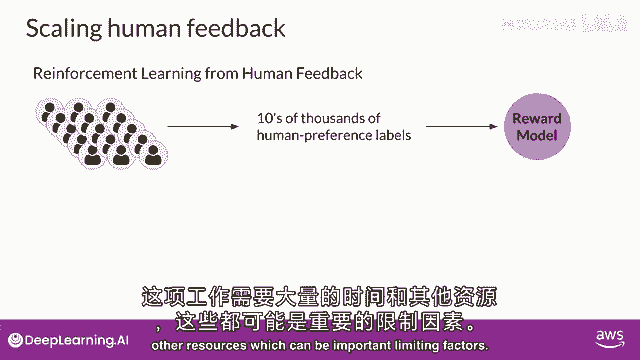 Scaling human feedback
Reinforcement Learning from Human Feedback
10's of thousands of
human-preference labels
Reward
Model
这项工作需要大量的时间和其他资源
，这些都可能是重要的限制因素。
other resources which can be important limiting factors.
DeepLearning.AI
aws